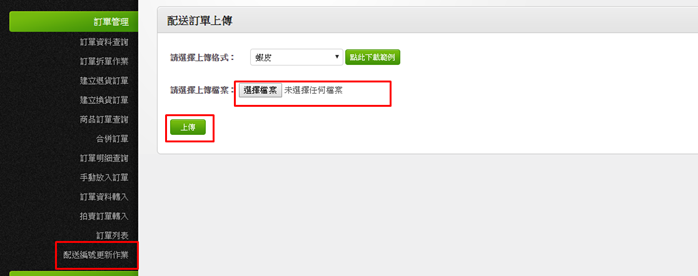 訂單管理
訂單資料查詢
訂單拆單作業
建立退貨訂單
建立換貨訂單
商品訂單查詢
合併訂單
訂單明細查詢
手動放入訂單
訂單資料轉入
拍賣訂單轉入
訂單列表
配送編號更新作業
配送訂單上傳
請選擇上傳格式： 蝦皮 點此下載範例
請選擇上傳檔案： 選擇檔案 未選擇任何檔案
上傳